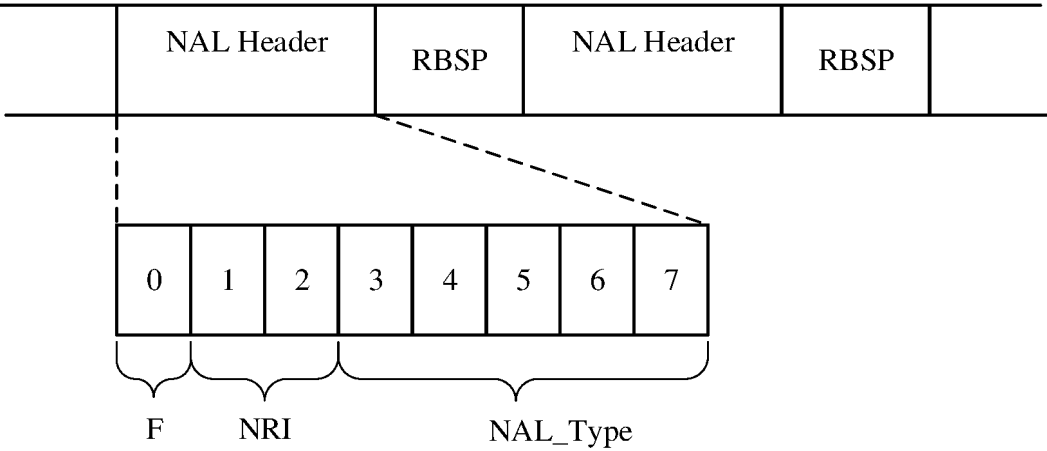 NAL Header RBSP NAL Header RBSP
0 1 2 3 4 5 6 7
F NRI NAL_Type